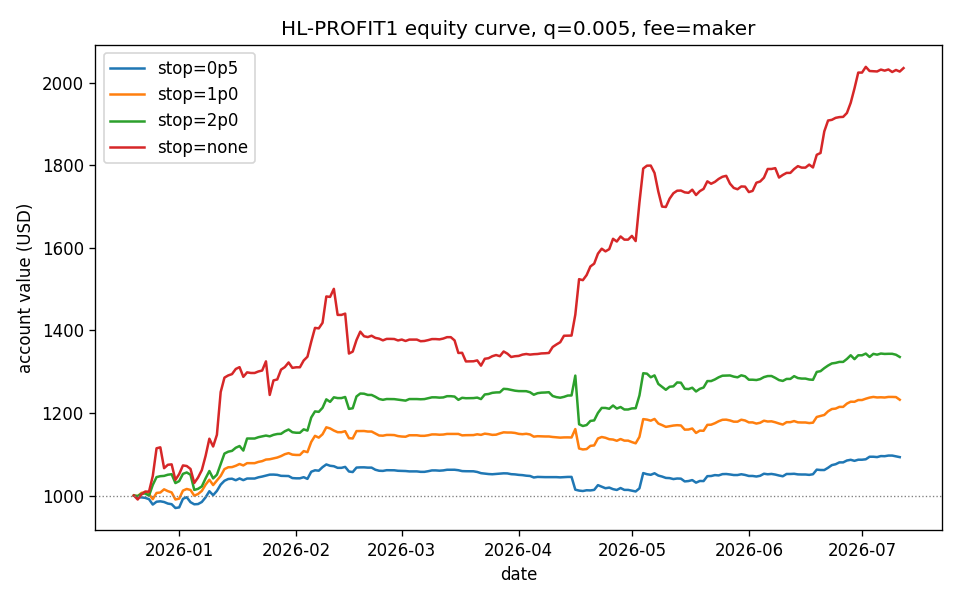 HL-PROFIT1 equity curve, q=0.005, fee=maker
stop=0p5
stop=1p0
stop=2p0
stop=none
account value (USD)
2000
1800
1600
1400
1200
1000
2026-01
2026-02
2026-03
2026-04
2026-05
2026-06
2026-07
date